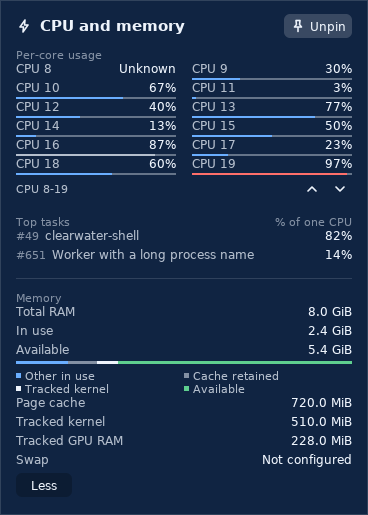 CPU and memory
Unpin
Per-core usage
CPU 8 Unknown CPU 9 30%
CPU 10 67% CPU 11 3%
CPU 12 40% CPU 13 77%
CPU 14 13% CPU 15 50%
CPU 16 87% CPU 17 23%
CPU 18 60% CPU 19 97%
CPU 8-19
Top tasks % of one CPU
#49 clearwater-shell 82%
#651 Worker with a long process name 14%
Memory
Total RAM 8.0 GiB
In use 2.4 GiB
Available 5.4 GiB
Other in use Cache retained
Tracked kernel Available
Page cache 720.0 MiB
Tracked kernel 510.0 MiB
Tracked GPU RAM 228.0 MiB
Swap Not configured
Less